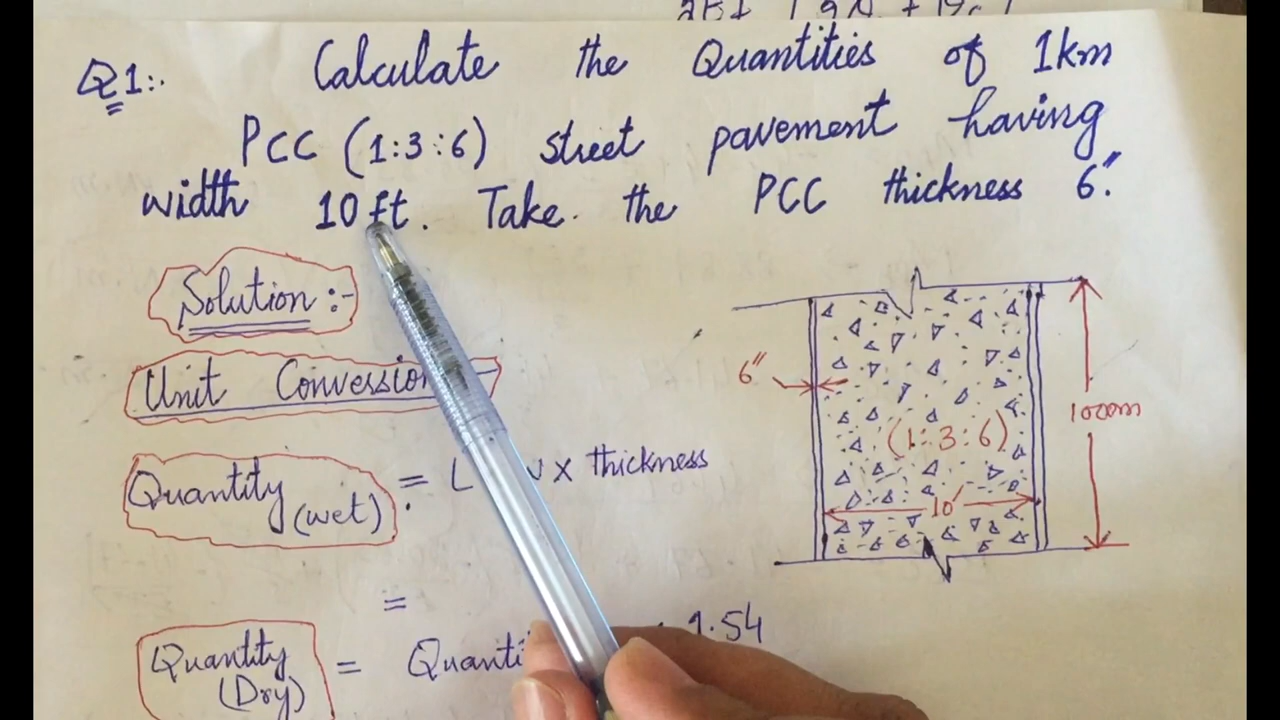 Q1:.  Calculate the Quantities of 1km
PCC (1:3:6) street pavement having
width 10 ft. Take. the PCC thickness 6".
Solution :-
Unit Conversion
Quantity (wet) = L X thickness
=
Quantity (Dry) = 1.54
6"
(1:3:6)
10'
1000m